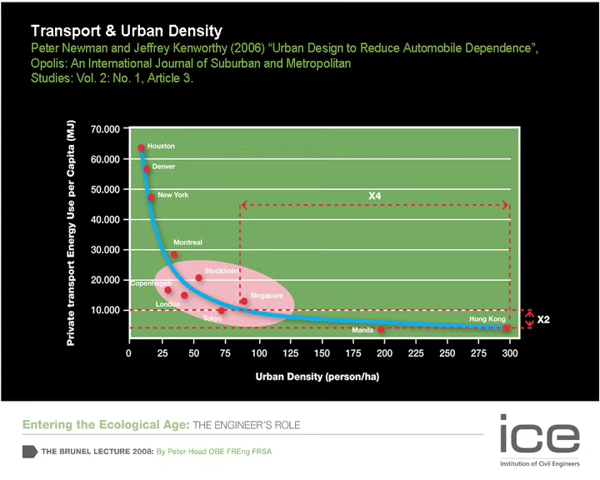 Transport & Urban Density
Peter Newman and Jeffrey Kenworthy (2006) “Urban Design to Reduce Automobile Dependence”,
Opolis: An International Journal of Suburban and Metropolitan
Studies: Vol. 2: No. 1, Article 3.
Private transport Energy Use per Capita (MJ)
70.000
60.000
50.000
40.000
30.000
20.000
10.000
0
Houston
Denver
New York
X4
Montreal
Stockholm
Copenhagen
Singapore
London
Tokyo
Hong Kong
Manila
X2
0 25 50 75 100 125 150 175 200 225 250 275 300
Urban Density (person/ha)
Entering the Ecological Age: THE ENGINEER'S ROLE
THE BRUNEL LECTURE 2008: By Peter Head OBE FREng FRSA
ice
Institution of Civil Engineers